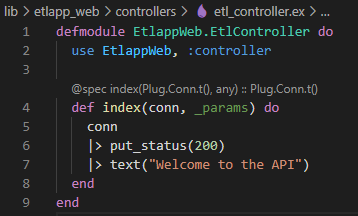 lib > etlapp_web > controllers > etl_controller.ex > ...
1 defmodule EtlappWeb.EtlController do
2 use EtlappWeb, :controller
3
@spec index(Plug.Conn.t(), any) :: Plug.Conn.t()
4 def index(conn, _params) do
5 conn
6 |> put_status(200)
7 |> text("Welcome to the API")
8 end
9 end